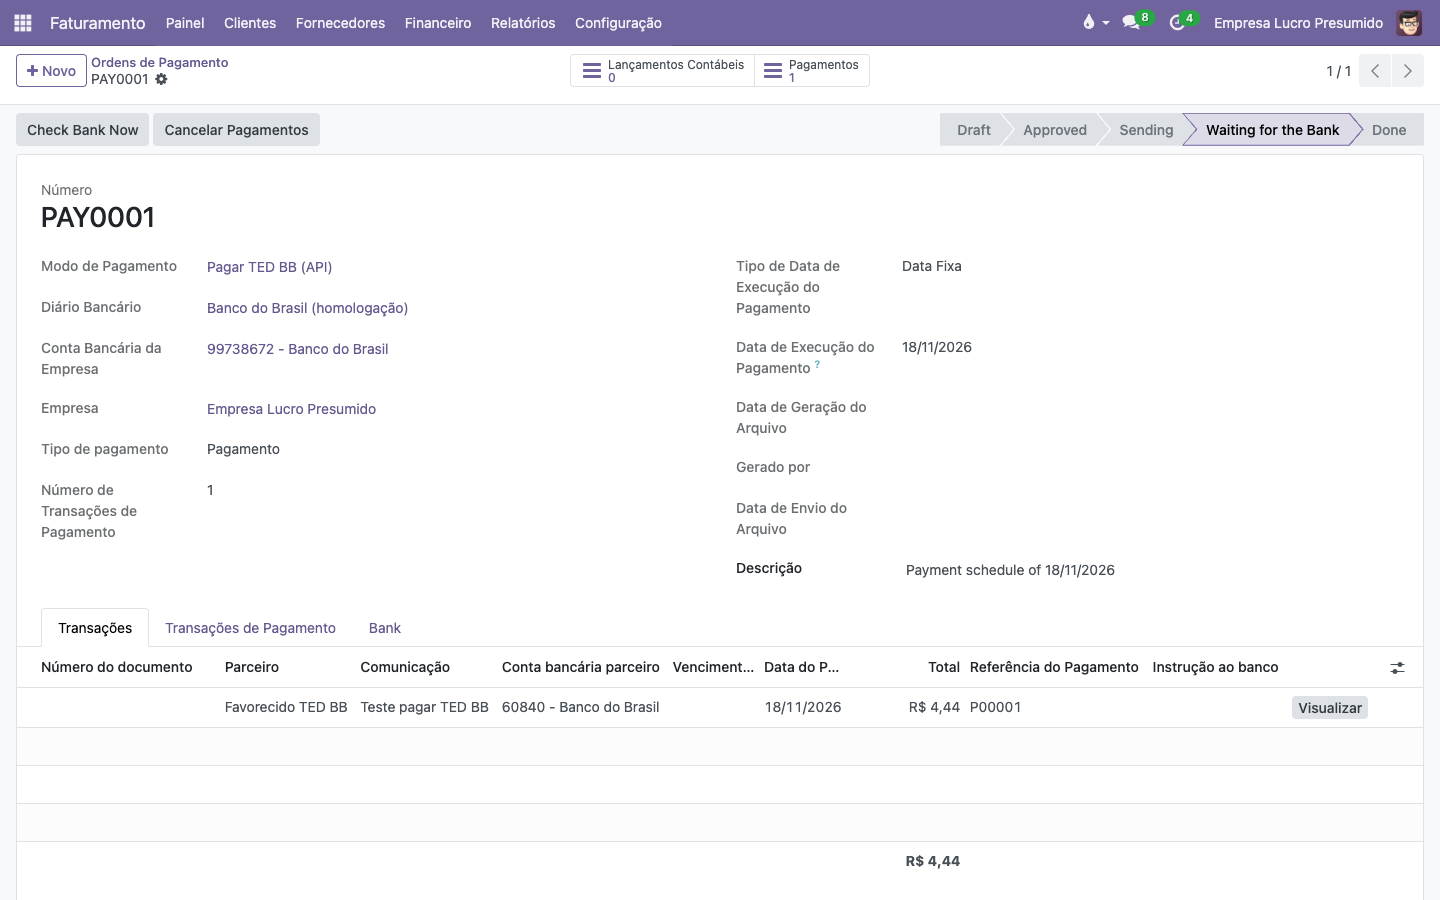 Faturamento Painel Clientes Fornecedores Financeiro Relatórios Configuração 8 4 Empresa Lucro Presumido
Novo
Ordens de Pagamento
PAY0001
Lançamentos Contábeis
0
Pagamentos
1
1 / 1
Check Bank Now Cancelar Pagamentos
Draft Approved Sending Waiting for the Bank Done
Número
PAY0001
Modo de Pagamento Pagar TED BB (API)
Diário Bancário Banco do Brasil (homologação)
Conta Bancária da Empresa 99738672 - Banco do Brasil
Empresa Empresa Lucro Presumido
Tipo de pagamento Pagamento
Número de Transações de Pagamento 1
Tipo de Data de Execução do Pagamento Data Fixa
Data de Execução do Pagamento ? 18/11/2026
Data de Geração do Arquivo
Gerado por
Data de Envio do Arquivo
Descrição Payment schedule of 18/11/2026
Transações Transações de Pagamento Bank
Número do documento Parceiro Comunicação Conta bancária parceiro Venciment... Data do P... Total Referência do Pagamento Instrução ao banco
Favorecido TED BB Teste pagar TED BB 60840 - Banco do Brasil 18/11/2026 R$ 4,44 P00001 Visualizar
R$ 4,44